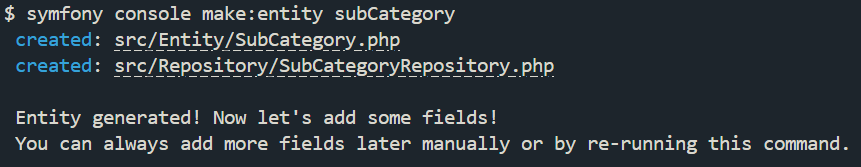 $ symfony console make:entity subCategory
created: src/Entity/SubCategory.php
created: src/Repository/SubCategoryRepository.php
Entity generated! Now let's add some fields!
You can always add more fields later manually or by re-running this command.